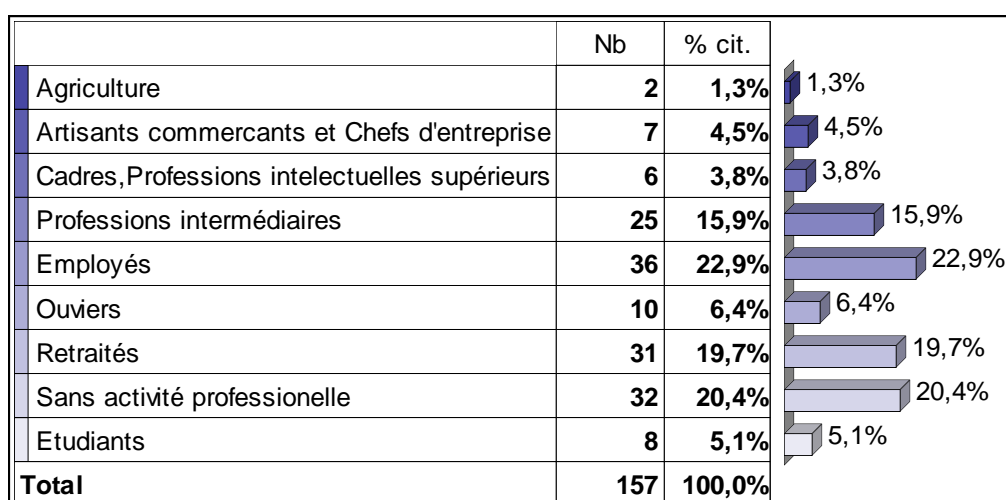 Nb % cit.
Agriculture 2 1,3% 1,3%
Artisants commercants et Chefs d'entreprise 7 4,5% 4,5%
Cadres,Professions intelectuelles supérieurs 6 3,8% 3,8%
Professions intermédiaires 25 15,9% 15,9%
Employés 36 22,9% 22,9%
Ouviers 10 6,4% 6,4%
Retraités 31 19,7% 19,7%
Sans activité professionelle 32 20,4% 20,4%
Etudiants 8 5,1% 5,1%
Total 157 100,0%